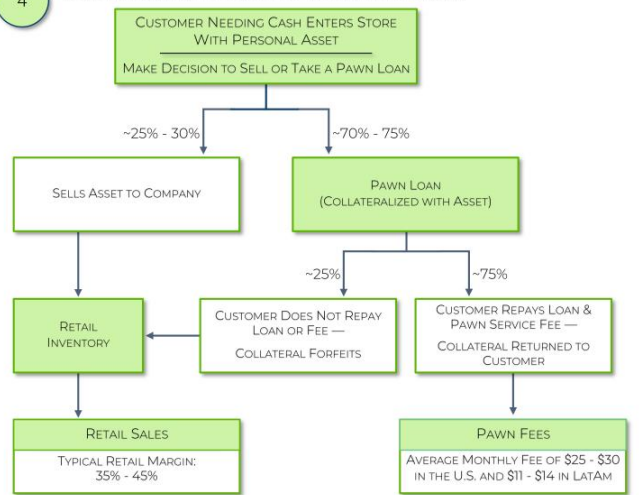 4
CUSTOMER NEEDING CASH ENTERS STORE
WITH PERSONAL ASSET
MAKE DECISION TO SELL OR TAKE A PAWN LOAN
~25% - 30%
~70% - 75%
SELLS ASSET TO COMPANY
PAWN LOAN
(COLLATERALIZED WITH ASSET)
~25%
~75%
RETAIL
INVENTORY
CUSTOMER DOES NOT REPAY
LOAN OR FEE —
COLLATERAL FORFEITS
CUSTOMER REPAYS LOAN &
PAWN SERVICE FEE —
COLLATERAL RETURNED TO
CUSTOMER
RETAIL SALES
TYPICAL RETAIL MARGIN:
35% - 45%
PAWN FEES
AVERAGE MONTHLY FEE OF $25 - $30
IN THE U.S. AND $11 - $14 IN LATAM